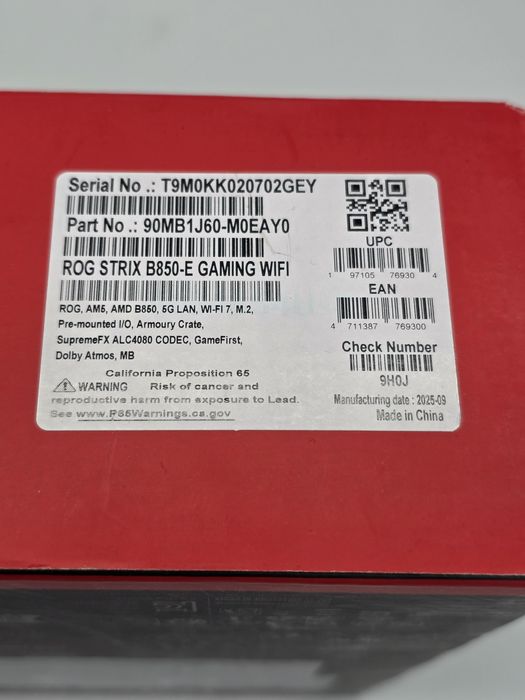 Serial No .: T9M0KK020702GEY
Part No .: 90MB1J60-M0EAY0
ROG STRIX B850-E GAMING WIFI
ROG, AM5, AMD B850, 5G LAN, WI-FI 7, M.2,
Pre-mounted I/O, Armoury Crate,
SupremeFX ALC4080 CODEC, GameFirst,
Dolby Atmos, MB
California Proposition 65
WARNING Risk of cancer and
reproductive harm from exposure to Lead.
See www.P65Warnings.ca.gov
UPC
1 97105 76930 4
EAN
4 711387 769300
Check Number
9H0J
Manufacturing date : 2025-09
Made in China